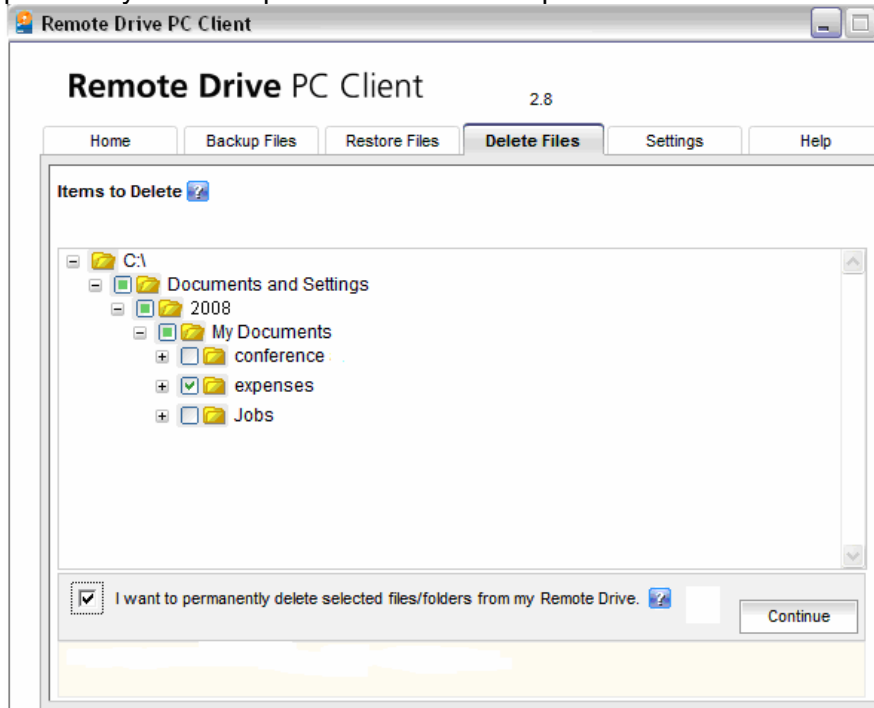 Remote Drive PC Client
Remote Drive PC Client 2.8
Home Backup Files Restore Files Delete Files Settings Help
Items to Delete ?
C:\
Documents and Settings
2008
My Documents
conference
expenses
Jobs
I want to permanently delete selected files/folders from my Remote Drive. ?
Continue